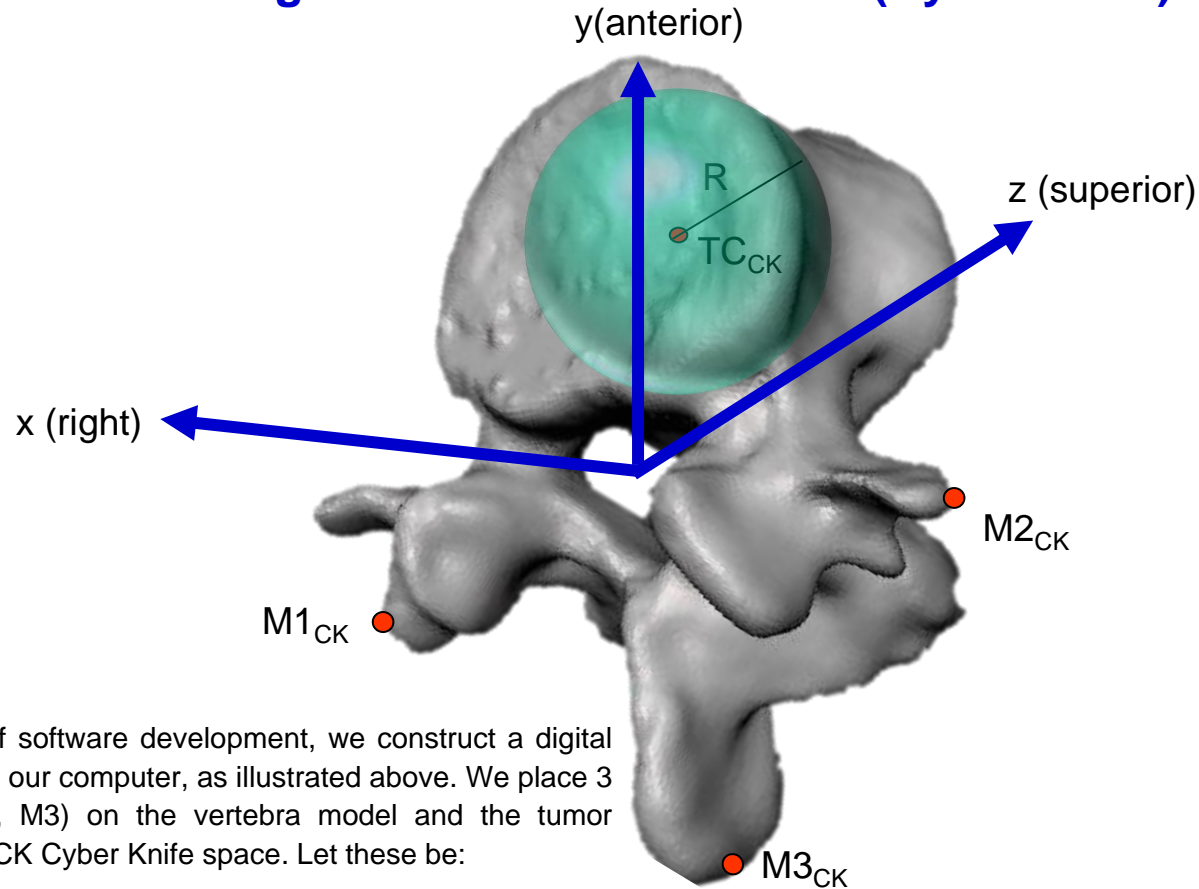 y(anterior)
R
z (superior)
TC_CK
x (right)
M2_CK
M1_CK
f software development, we construct a digital
our computer, as illustrated above. We place 3
M3) on the vertebra model and the tumor
CK Cyber Knife space. Let these be:
M3_CK